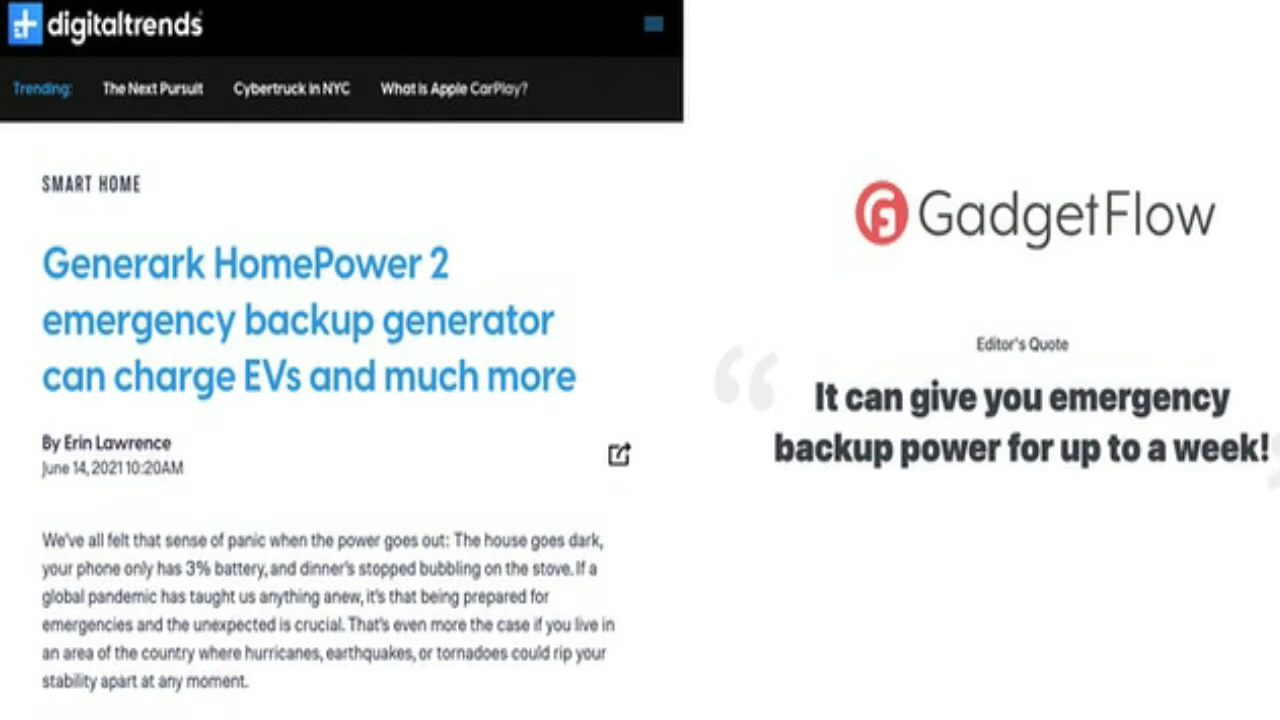 digitaltrends
Trending: The Next Pursuit Cybertruck in NYC What is Apple CarPlay?
SMART HOME
Generark HomePower 2
emergency backup generator
can charge EVs and much more
By Erin Lawrence
June 14, 2021 10:20AM
We've all felt that sense of panic when the power goes out: The house goes dark,
your phone only has 3% battery, and dinner's stopped bubbling on the stove. If a
global pandemic has taught us anything anew, it's that being prepared for
emergencies and the unexpected is crucial. That's even more the case if you live in
an area of the country where hurricanes, earthquakes, or tornadoes could rip your
stability apart at any moment.
GadgetFlow
Editor's Quote
“ It can give you emergency
backup power for up to a week! ”